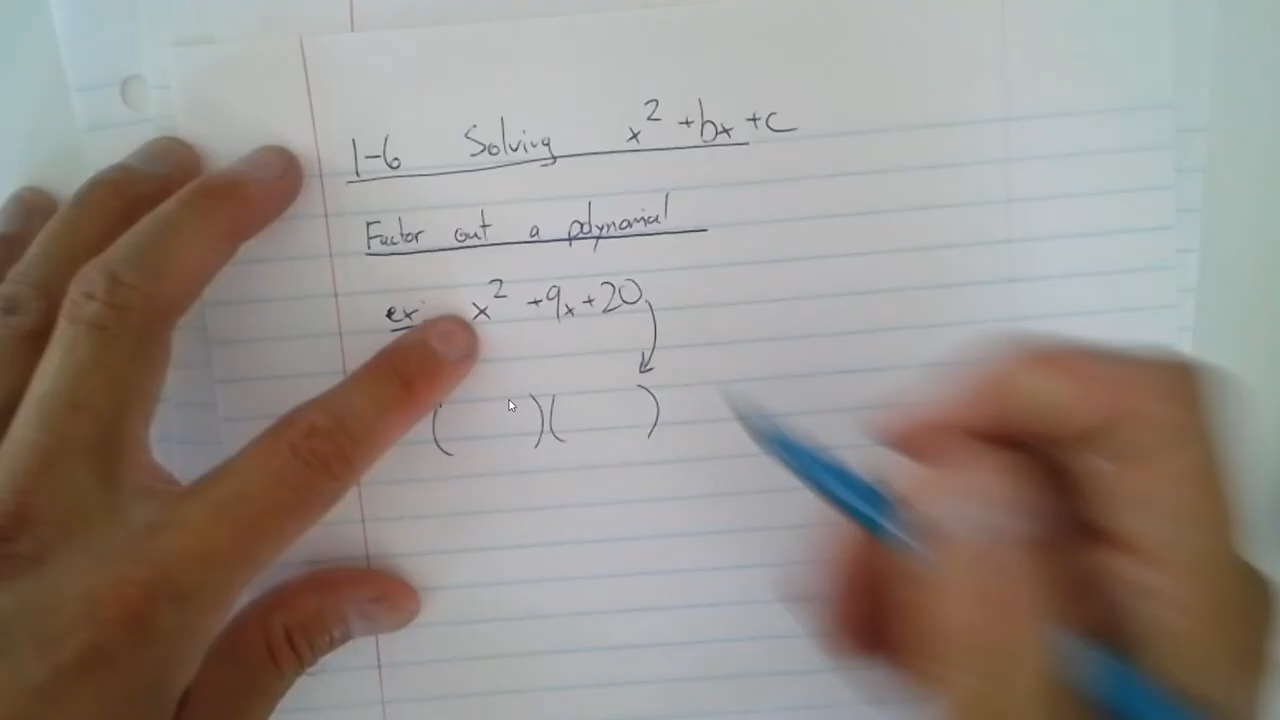 1-6 Solving x² +bx+c
Factor out a polynomial
ex: x² +9x+20
( )( )